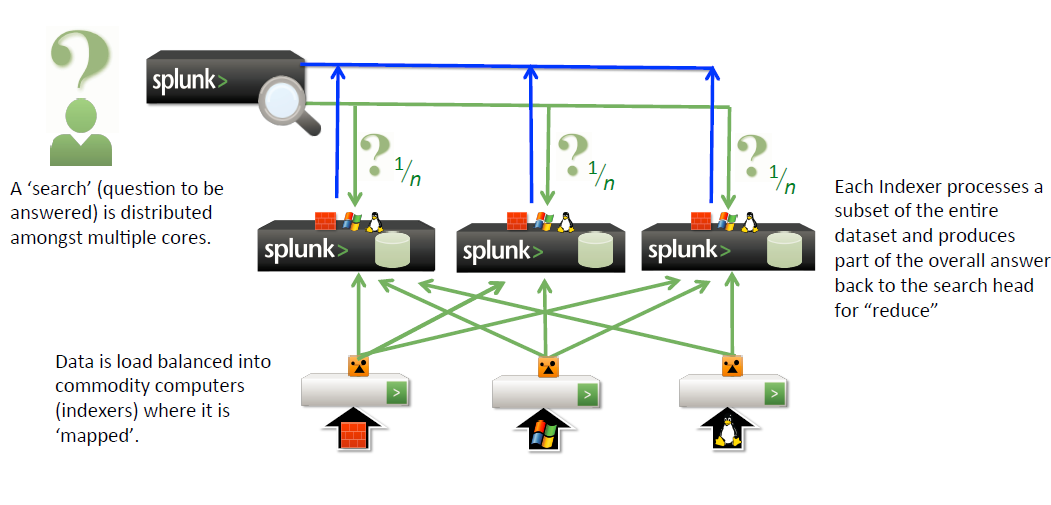 splunk>
?
?
1/n
?
1/n
?
1/n
A ‘search’ (question to be
answered) is distributed
amongst multiple cores.
Each Indexer processes a
subset of the entire
dataset and produces
part of the overall answer
back to the search head
for “reduce”
splunk>
splunk>
splunk>
Data is load balanced into
commodity computers
(indexers) where it is
‘mapped’.
>
>
>